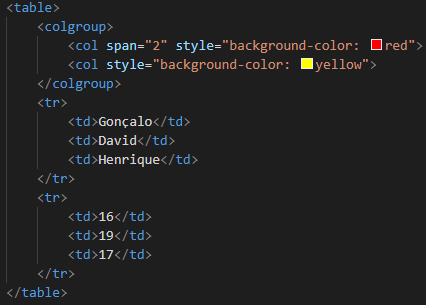 <table>
<colgroup>
<col span="2" style="background-color: red">
<col style="background-color: yellow">
</colgroup>
<tr>
<td>Gonçalo</td>
<td>David</td>
<td>Henrique</td>
</tr>
<tr>
<td>16</td>
<td>19</td>
<td>17</td>
</tr>
</table>